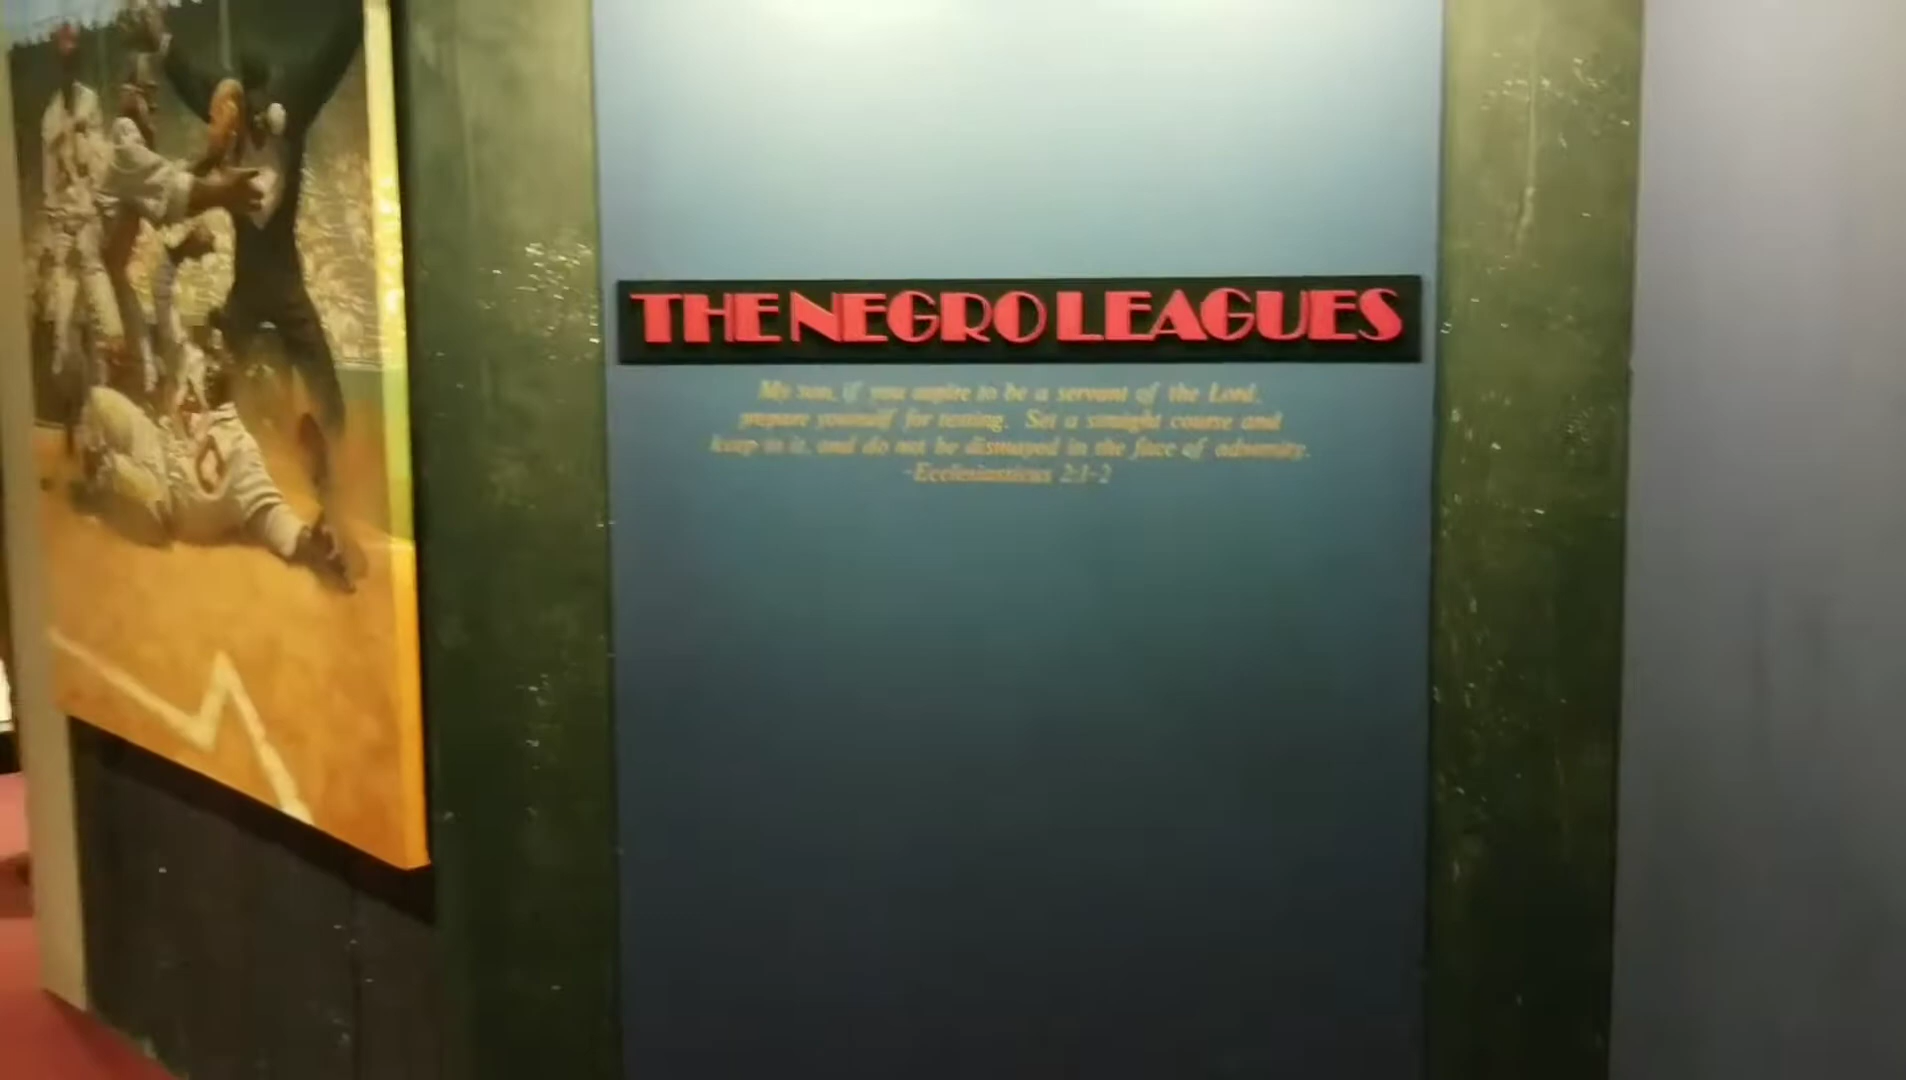 THE NEGRO LEAGUES
My son, if you aspire to be a servant of the Lord,
prepare yourself for testing. Set a straight course and
keep to it, and do not be dismayed in the face of adversity.
-Ecclesiasticus 2:1-2